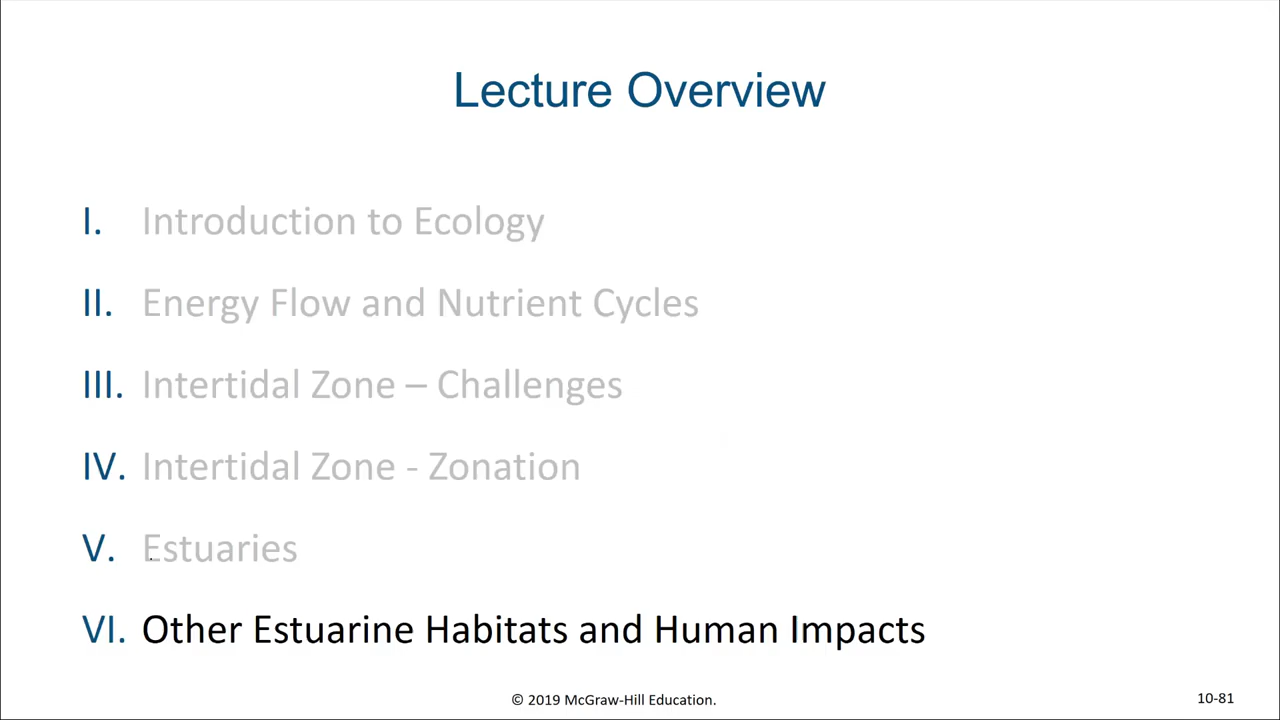 Lecture Overview
I. Introduction to Ecology
II. Energy Flow and Nutrient Cycles
III. Intertidal Zone – Challenges
IV. Intertidal Zone - Zonation
V. Estuaries
VI. Other Estuarine Habitats and Human Impacts
© 2019 McGraw-Hill Education.
10-81